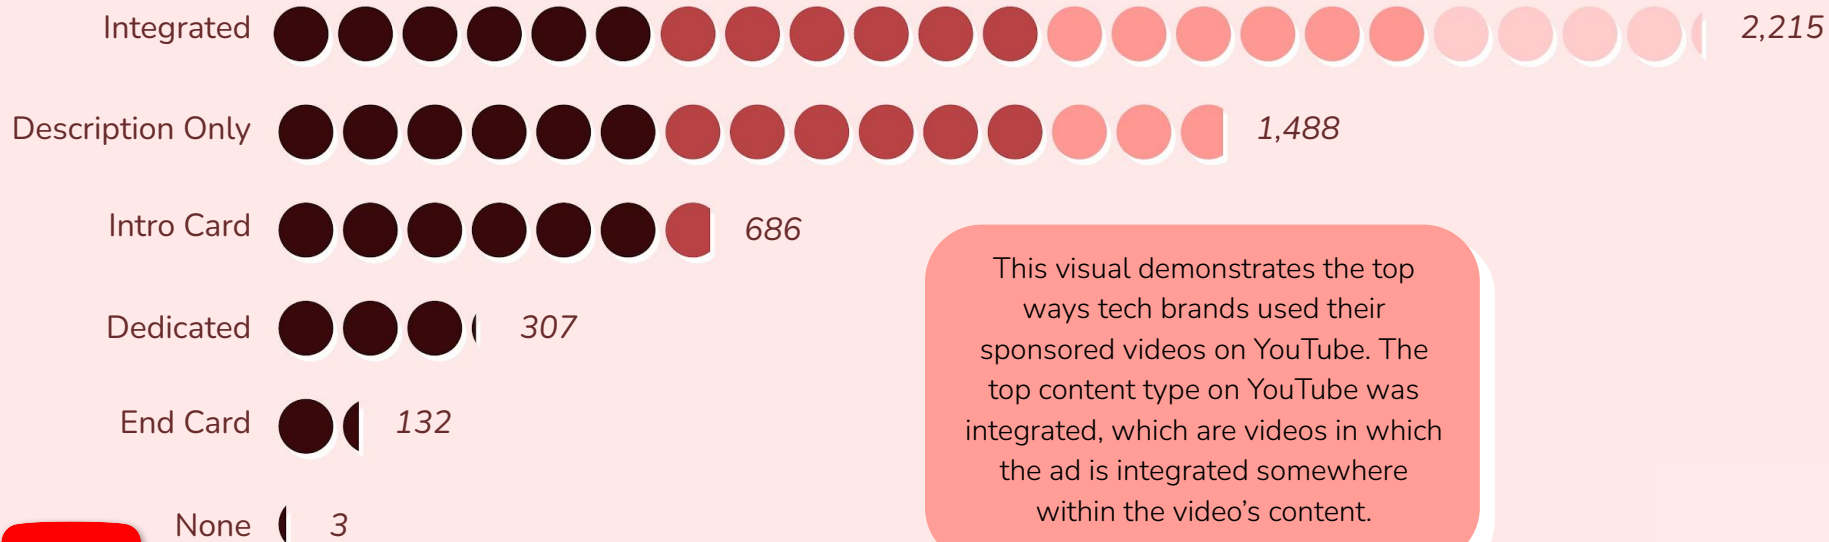 Integrated 2,215
Description Only 1,488
Intro Card 686
Dedicated 307
End Card 132
None 3
This visual demonstrates the top
ways tech brands used their
sponsored videos on YouTube. The
top content type on YouTube was
integrated, which are videos in which
the ad is integrated somewhere
within the video's content.